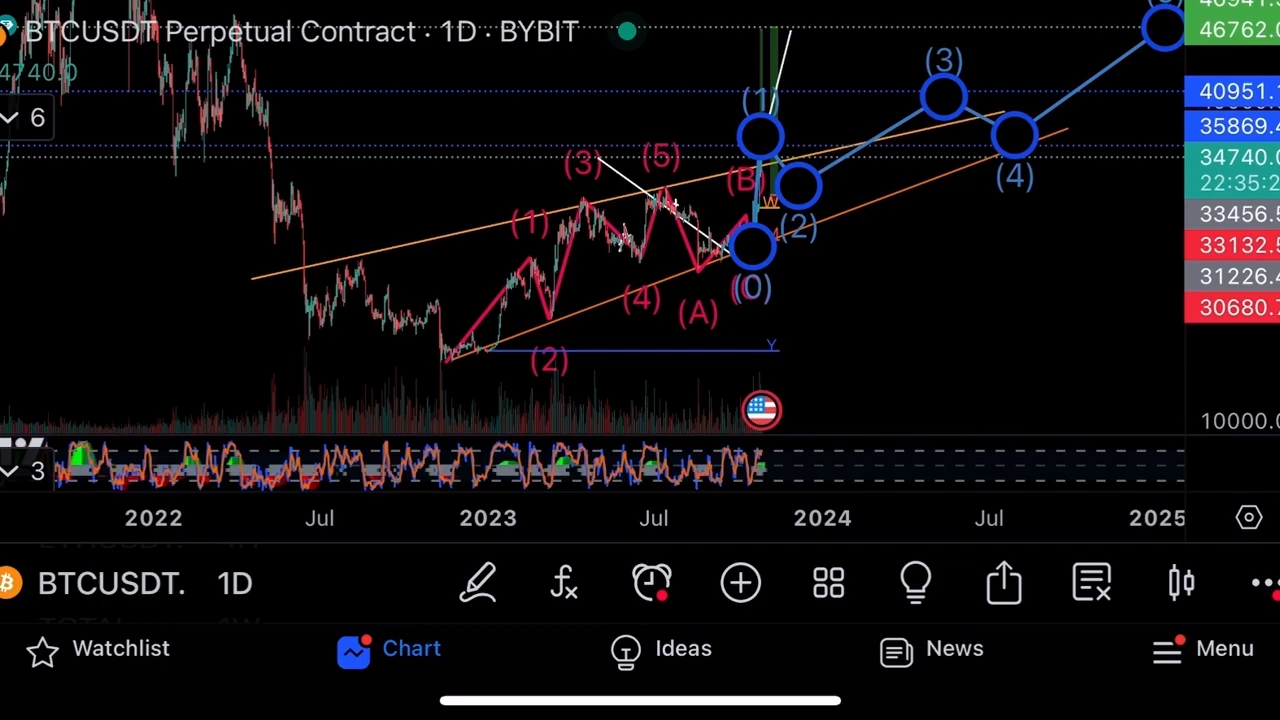 BTCUSDT Perpetual Contract · 1D · BYBIT
4740.0
6
46762.0
40951.1
35869.4
34740.0
22:35:2
33456.5
33132.5
31226.4
30680.7
10000.0
(1)
(3)
(4)
(2)
(0)
(1)
(2)
(3)
(4)
(5)
(A)
(B)
W
Y
3
2022 Jul 2023 Jul 2024 Jul 2025
BTCUSDT. 1D
Watchlist Chart Ideas News Menu